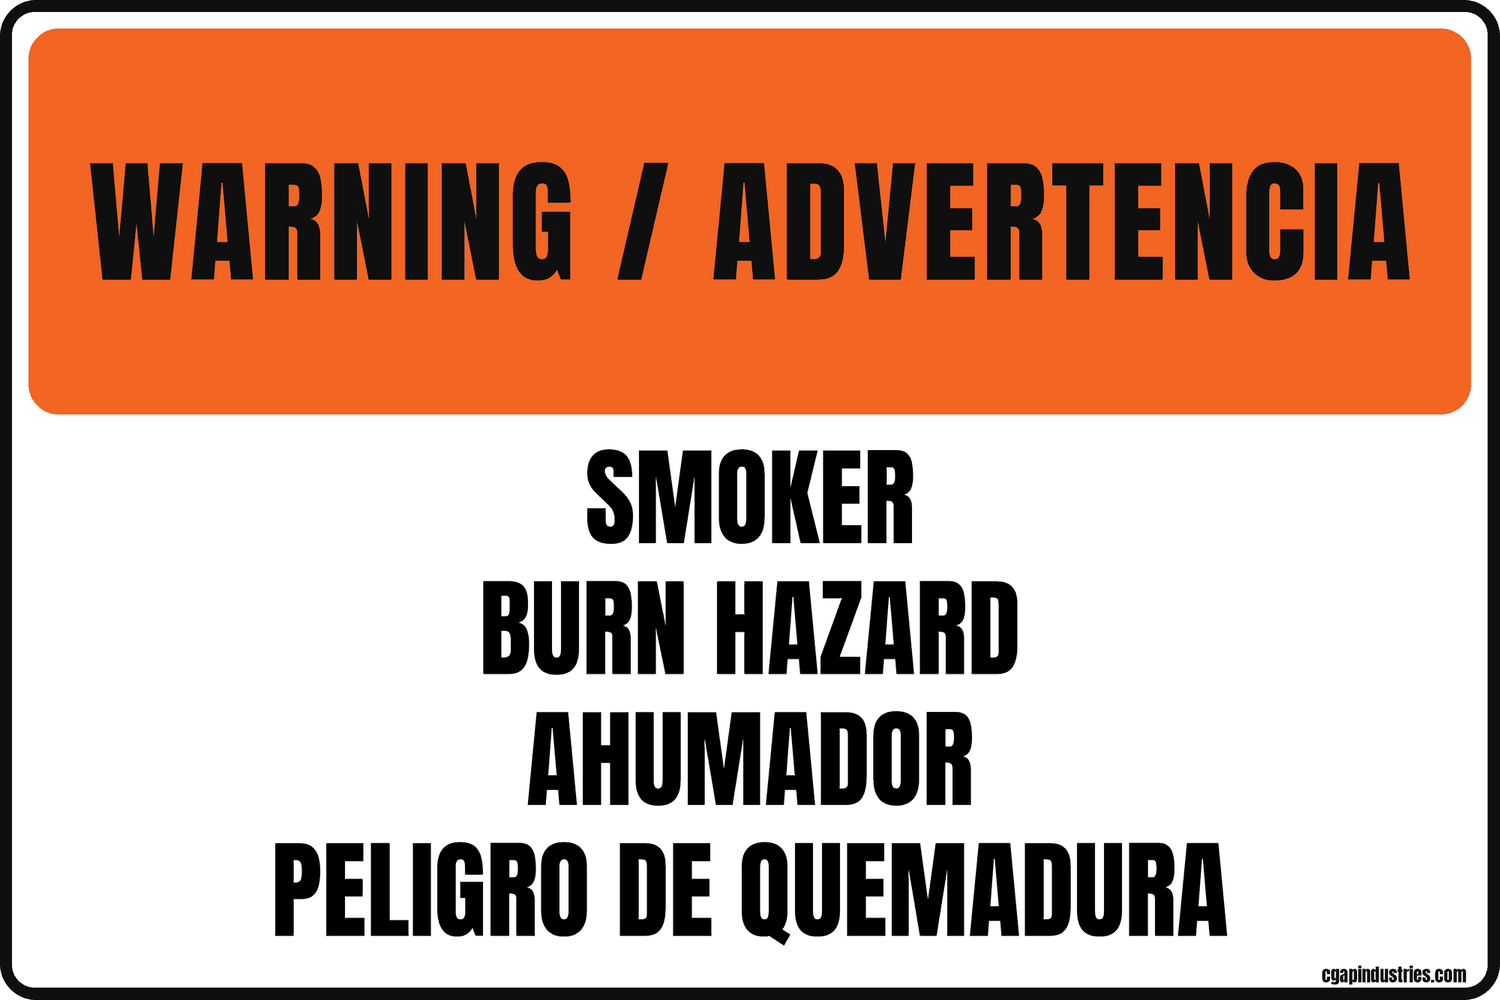 WARNING / ADVERTENCIA
SMOKER
BURN HAZARD
AHUMADOR
PELIGRO DE QUEMADURA
cgapindustries.com